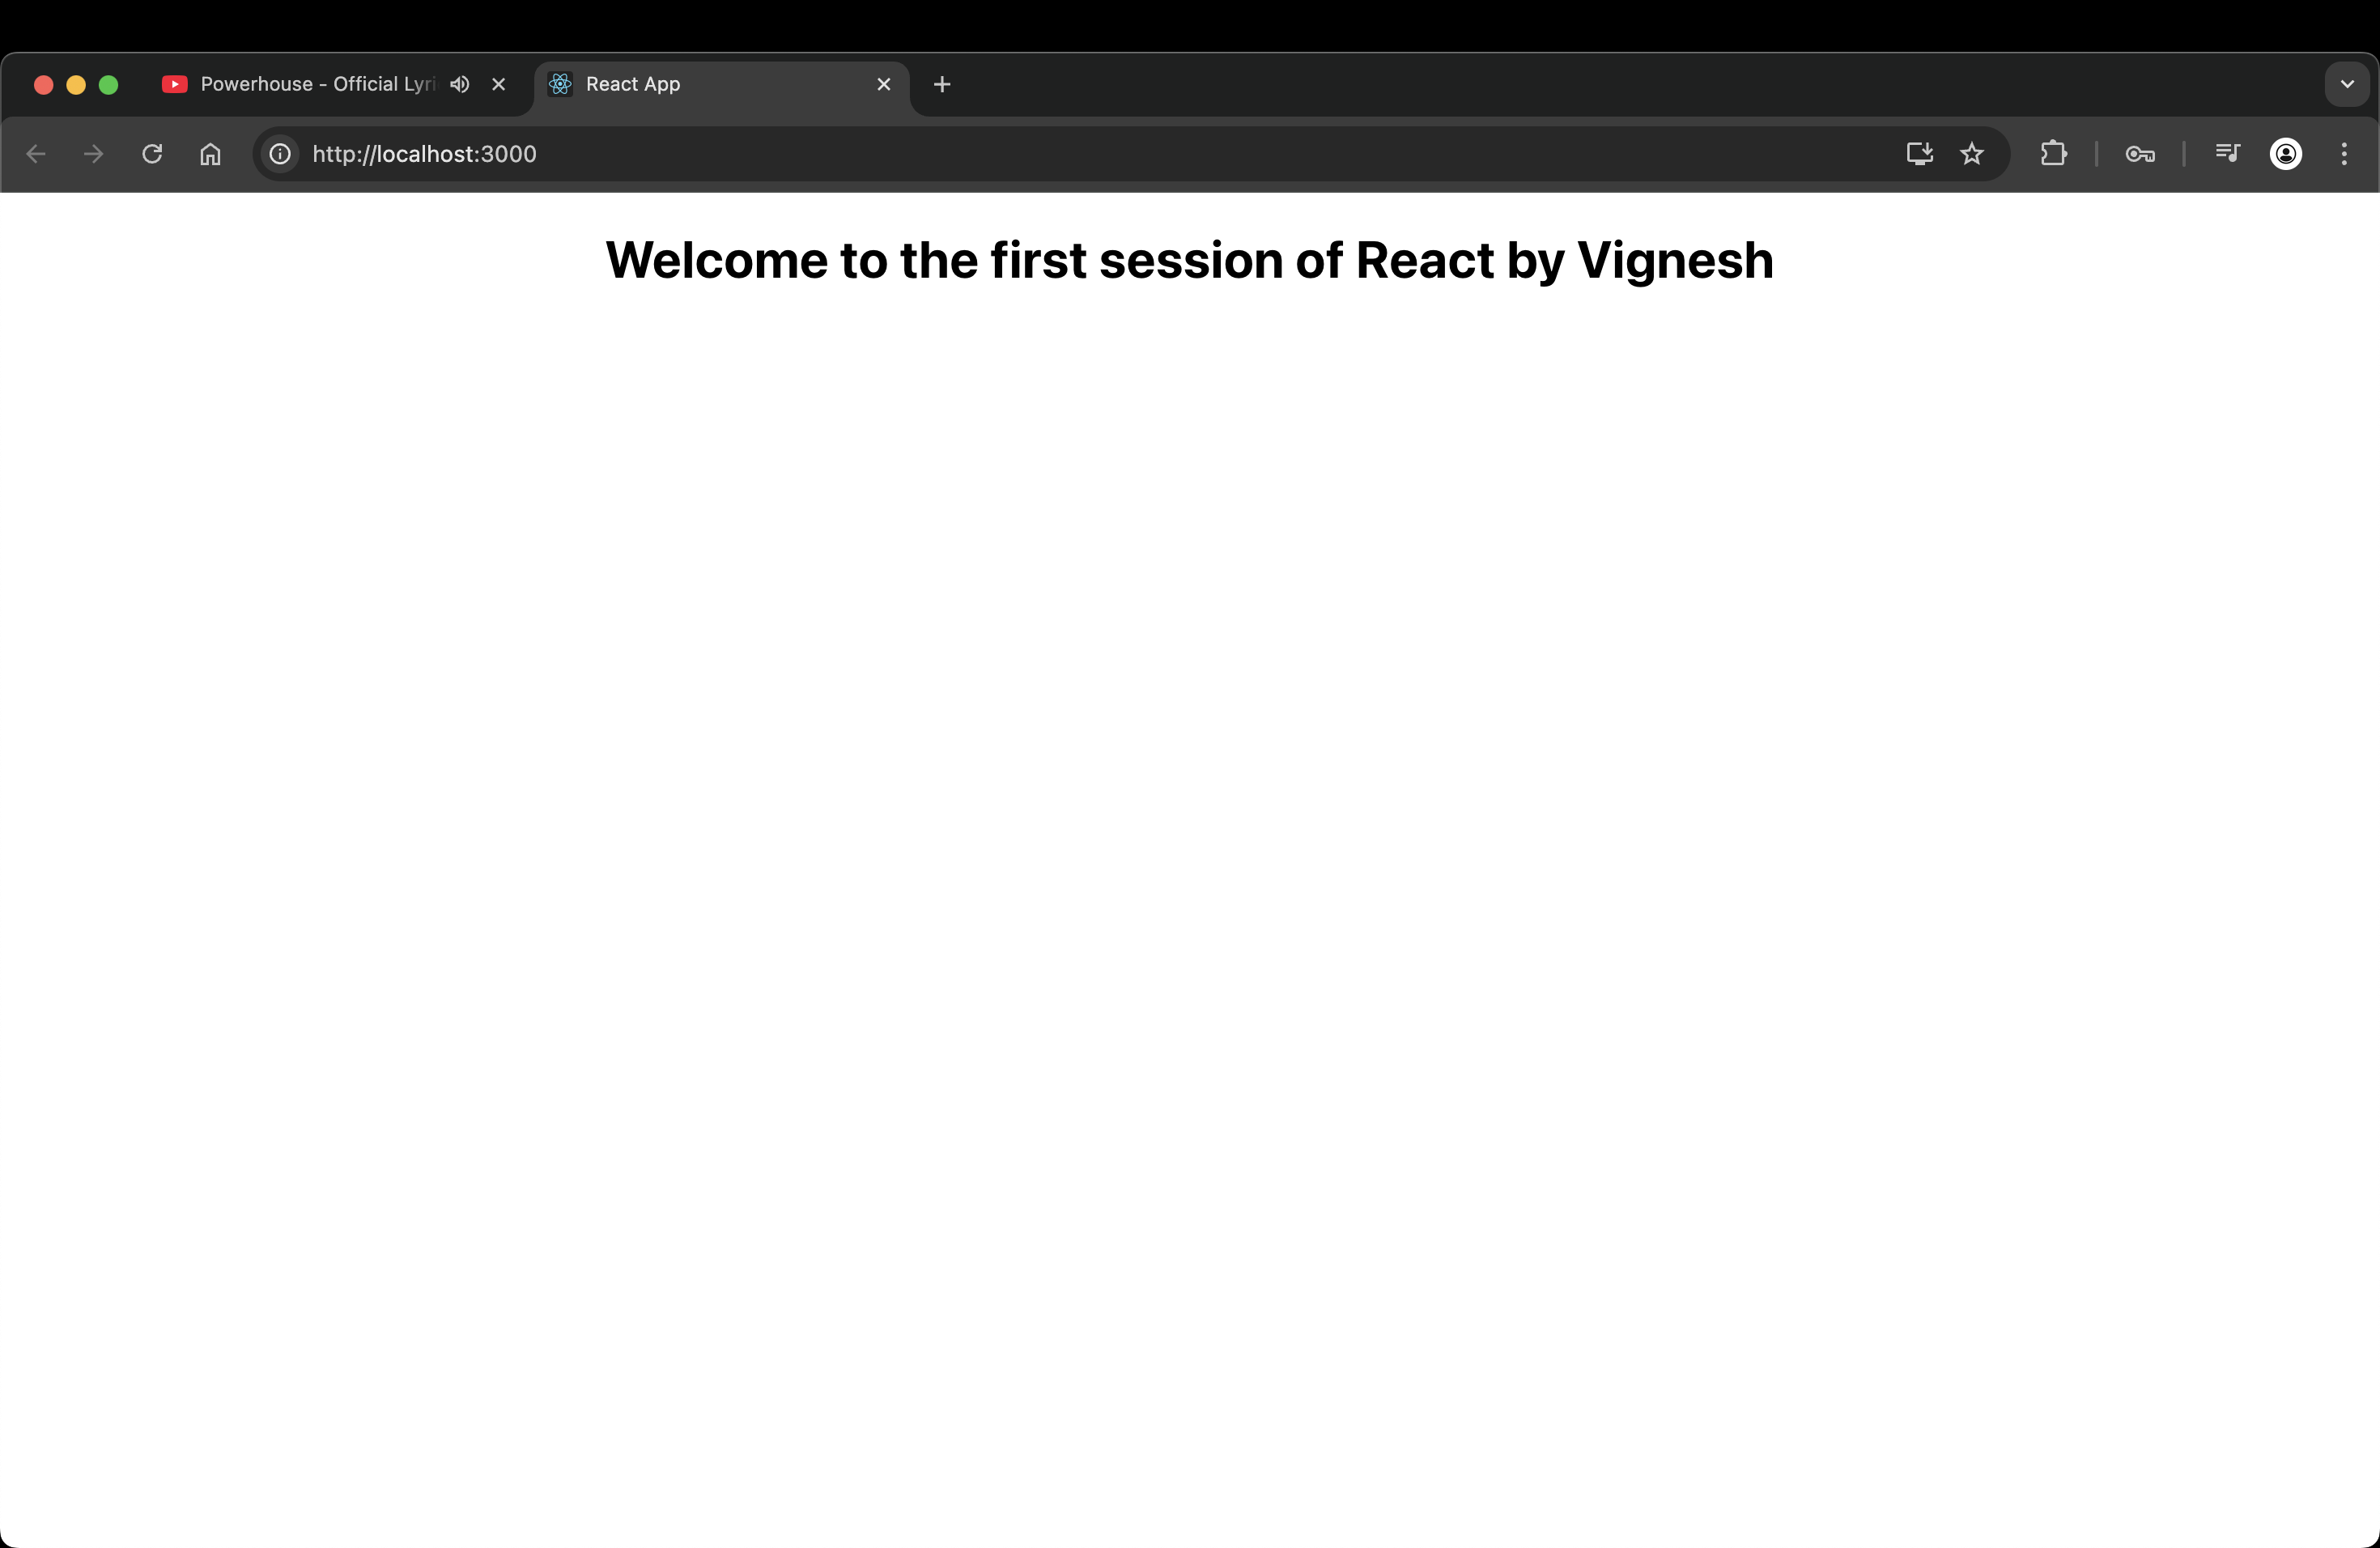 Powerhouse - Official Lyri
React App
http://localhost:3000
Welcome to the first session of React by Vignesh